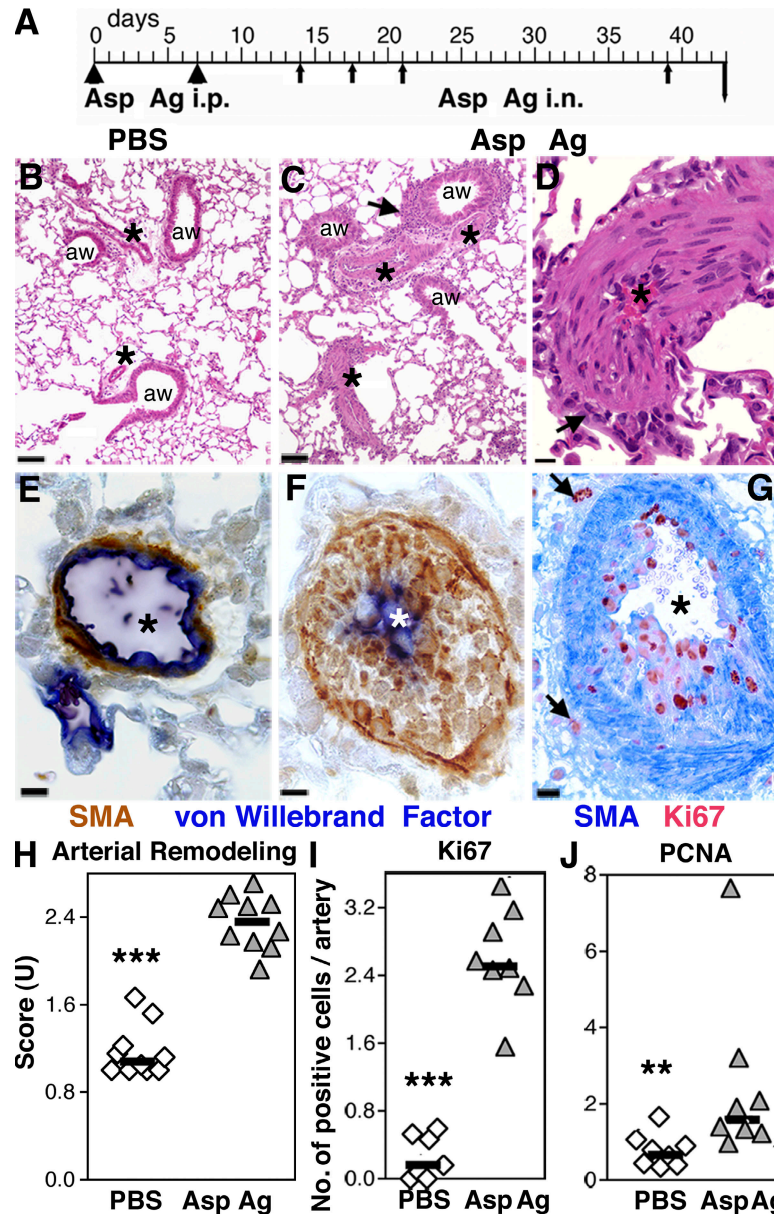 A
days
0 5 10 15 20 25 30 35 40
Asp Ag i.p. Asp Ag i.n.
PBS Asp Ag
B
aw
aw
*
*
aw
C
aw
aw
*
*
aw
*
D
*
E
*
F
*
G
*
SMA von Willebrand Factor SMA Ki67
H Arterial Remodeling
Score (U)
2.4
1.6
0.8
0.0
***
PBS Asp Ag
I Ki67
No. of positive cells / artery
3.2
2.4
1.6
0.8
0.0
***
PBS Asp Ag
J PCNA
8
6
4
2
0
**
PBS Asp Ag